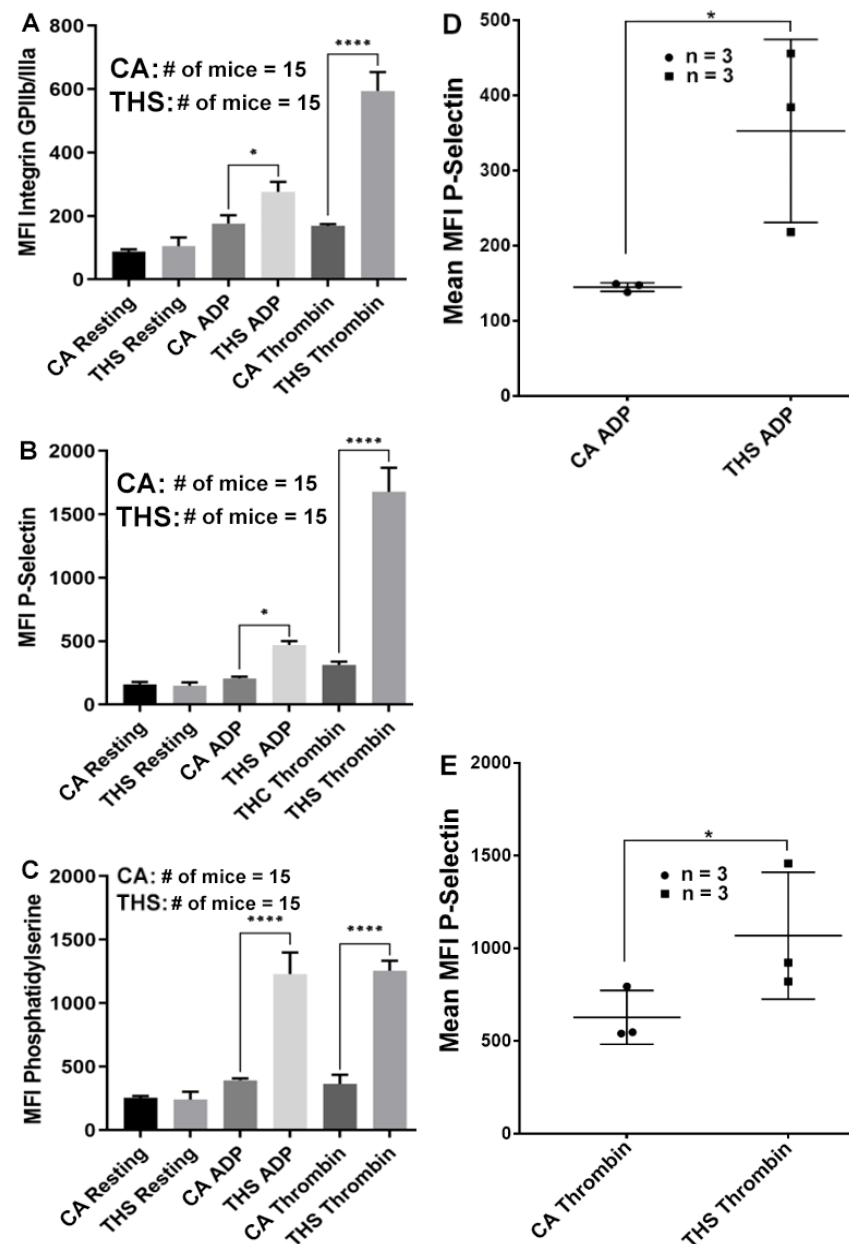 A
MFI Integrin GPIIb/IIIa
800
600
400
200
0
CA: # of mice = 15
THS: # of mice = 15
*
****
CA Resting
THS Resting
CA ADP
THS ADP
CA Thrombin
THS Thrombin
B
MFI P-Selectin
2000
1500
1000
500
0
CA: # of mice = 15
THS: # of mice = 15
*
****
CA Resting
THS Resting
CA ADP
THS ADP
THC Thrombin
THS Thrombin
C
MFI Phosphatidylserine
2000
1500
1000
500
0
CA: # of mice = 15
THS: # of mice = 15
****
****
CA Resting
THS Resting
CA ADP
THS ADP
CA Thrombin
THS Thrombin
D
Mean MFI P-Selectin
500
400
300
200
100
0
*
n = 3
n = 3
CA ADP
THS ADP
E
Mean MFI P-Selectin
2000
1500
1000
500
0
*
n = 3
n = 3
CA Thrombin
THS Thrombin